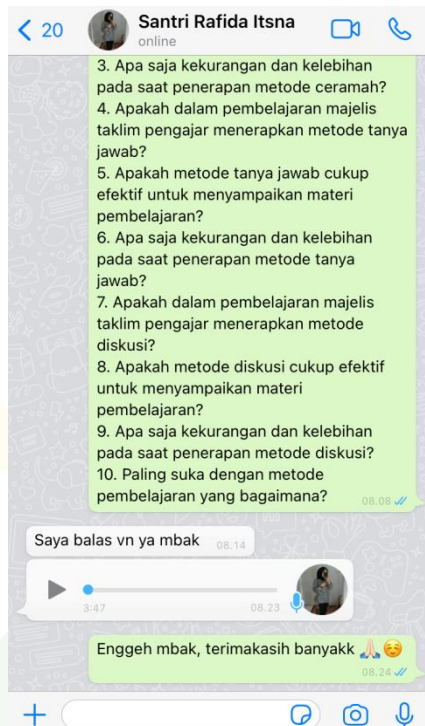 20
Santri Rafida Itsna
online
3. Apa saja kekurangan dan kelebihan
pada saat penerapan metode ceramah?
4. Apakah dalam pembelajaran majelis
taklim pengajar menerapkan metode tanya
jawab?
5. Apakah metode tanya jawab cukup
efektif untuk menyampaikan materi
pembelajaran?
6. Apa saja kekurangan dan kelebihan
pada saat penerapan metode tanya
jawab?
7. Apakah dalam pembelajaran majelis
taklim pengajar menerapkan metode
diskusi?
8. Apakah metode diskusi cukup efektif
untuk menyampaikan materi
pembelajaran?
9. Apa saja kekurangan dan kelebihan
pada saat penerapan metode diskusi?
10. Paling suka dengan metode
pembelajaran yang bagaimana? 08.08
Saya balas vn ya mbak 08.14
3:47 08.23
Enggeh mbak, terimakasih banyakk 🙏🏻☺️
08.24